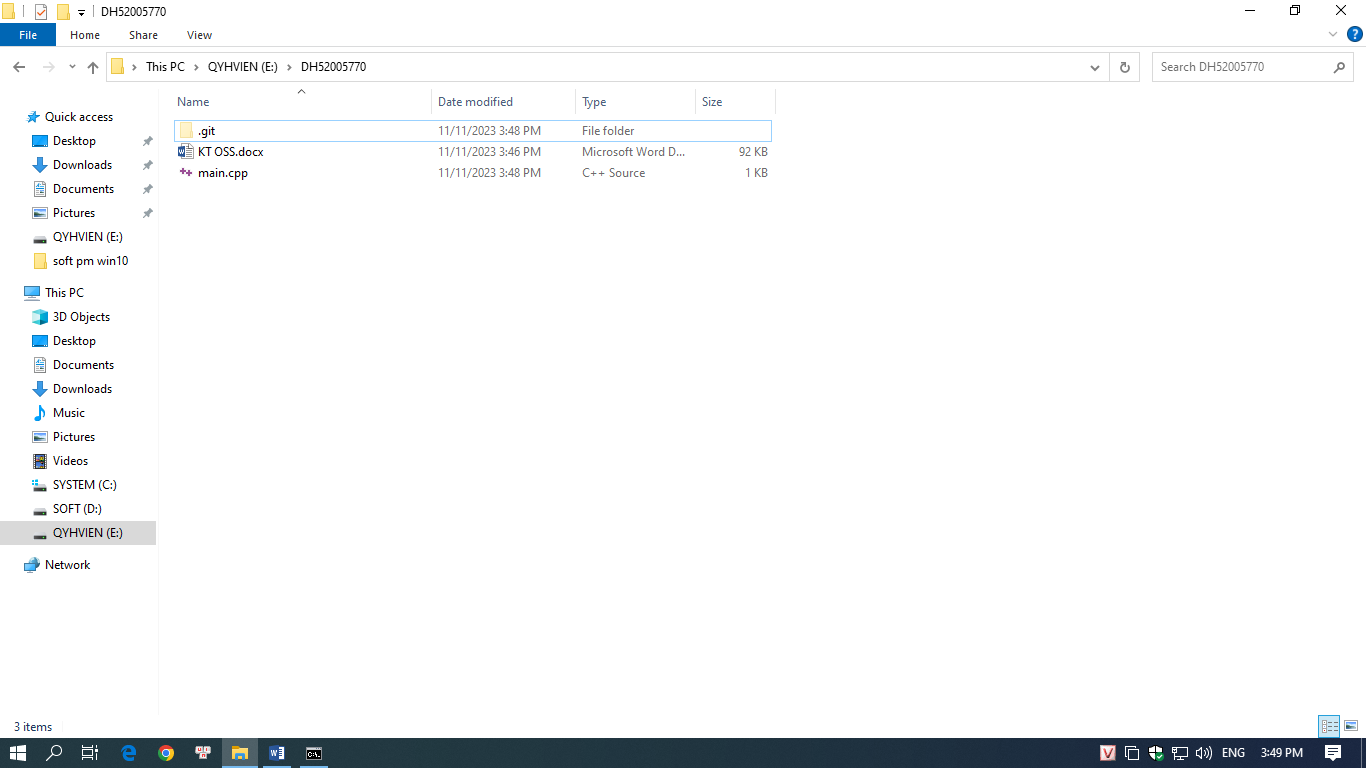 DH52005770
File Home Share View
This PC QYHVIEN (E:) DH52005770
Search DH52005770
Name Date modified Type Size
.git 11/11/2023 3:48 PM File folder
KT OSS.docx 11/11/2023 3:46 PM Microsoft Word D... 92 KB
main.cpp 11/11/2023 3:48 PM C++ Source 1 KB
Quick access
Desktop
Downloads
Documents
Pictures
QYHVIEN (E:)
soft pm win10
This PC
3D Objects
Desktop
Documents
Downloads
Music
Pictures
Videos
SYSTEM (C:)
SOFT (D:)
QYHVIEN (E:)
Network
3 items
ENG 3:49 PM